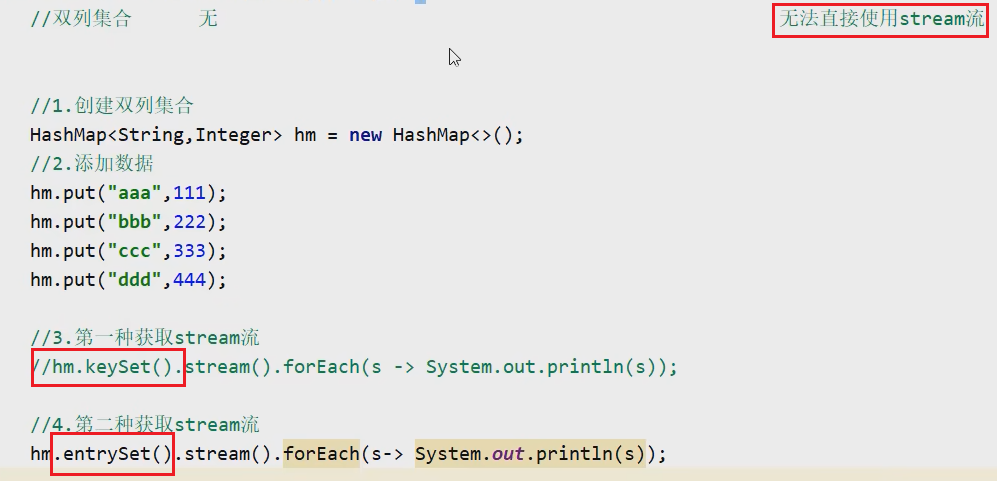 //双列集合 无 无法直接使用stream流
//1.创建双列集合
HashMap<String,Integer> hm = new HashMap<>();
//2.添加数据
hm.put("aaa",111);
hm.put("bbb",222);
hm.put("ccc",333);
hm.put("ddd",444);
//3.第一种获取stream流
//hm.keySet().stream().forEach(s -> System.out.println(s));
//4.第二种获取stream流
hm.entrySet().stream().forEach(s-> System.out.println(s));